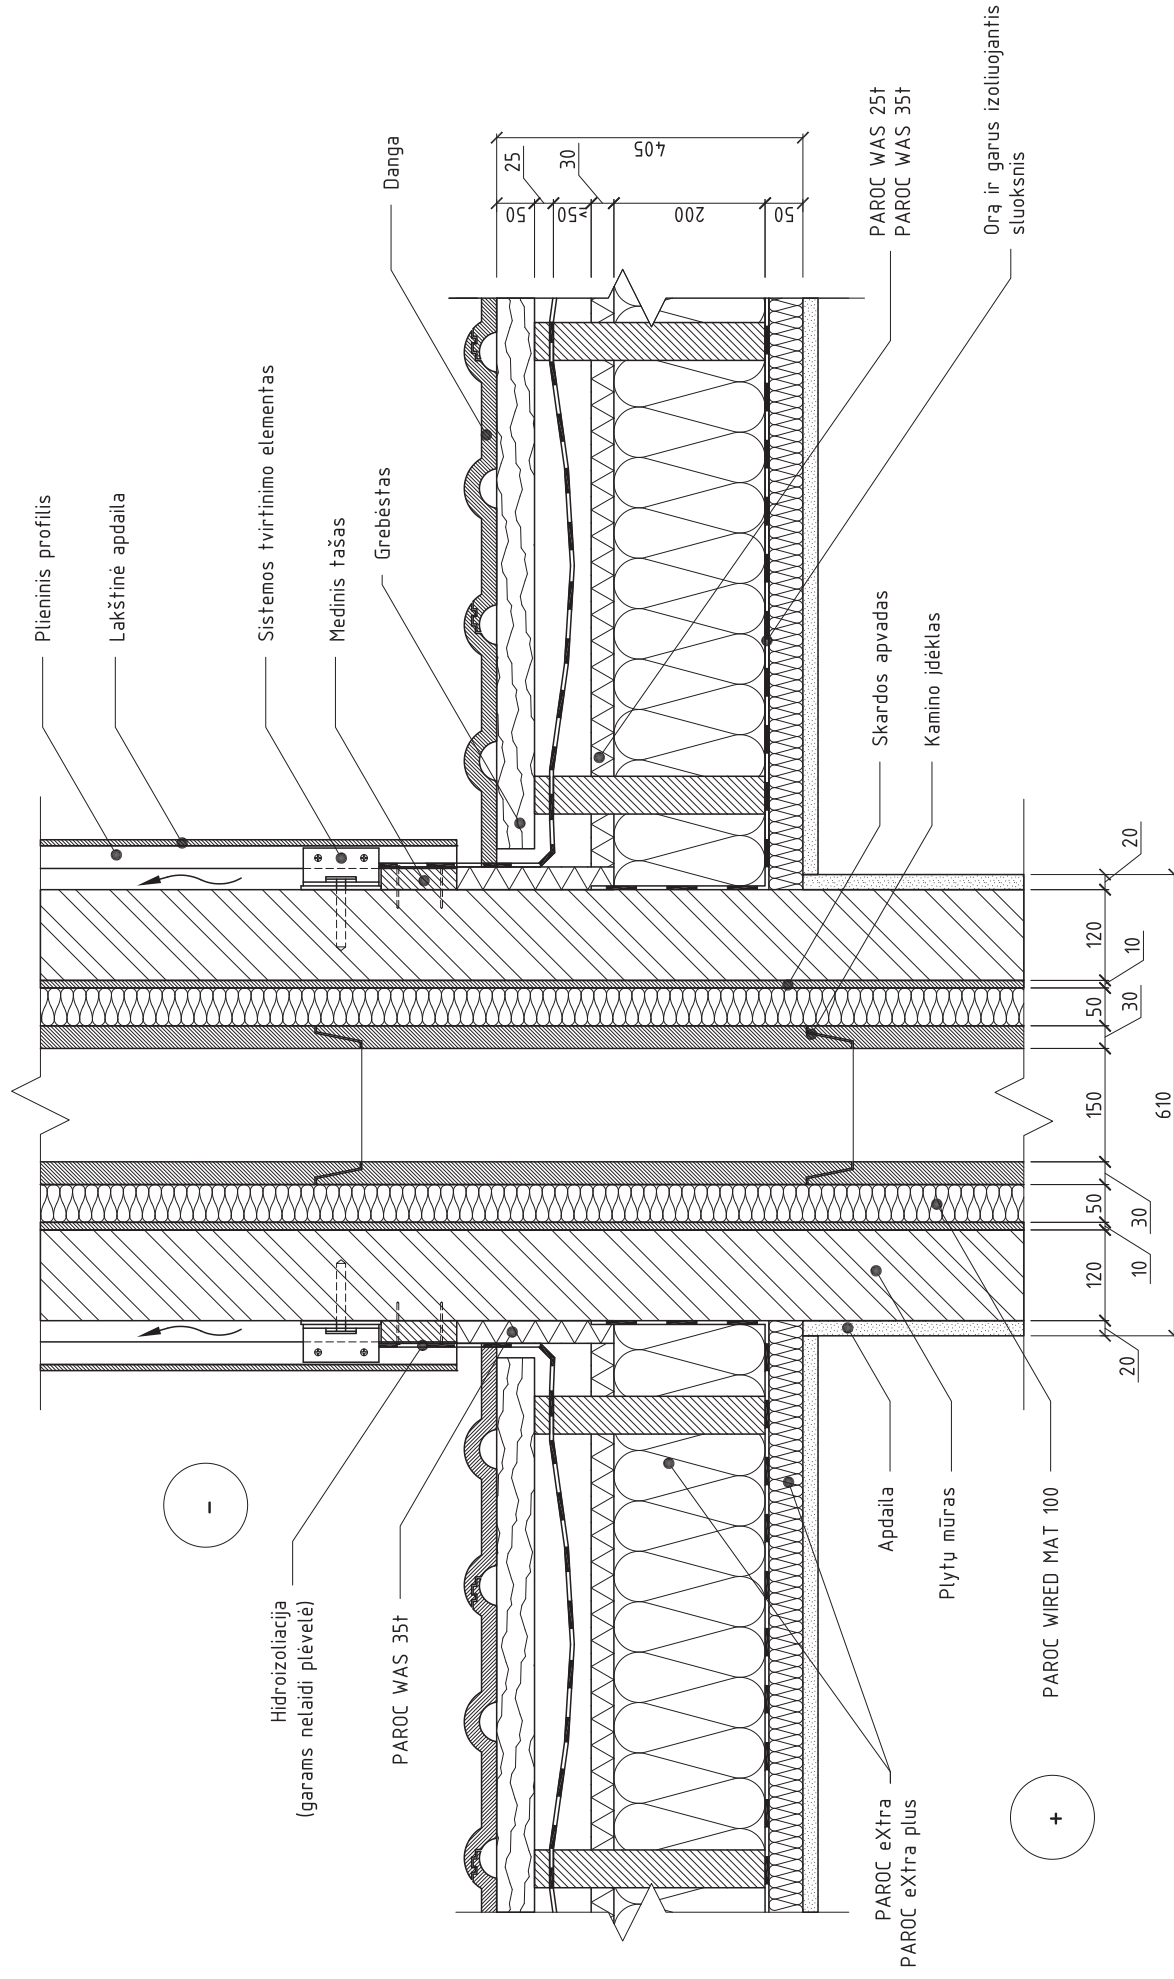 Plieninis profilis
Lakštinė apdaila
Sistemos tvirtinimo elementas
Medinis tašas
Grebėstas
Danga
25
30
50
≥50
200
50
405
PAROC WAS 25t
PAROC WAS 35t
Orą ir garus izoliuojantis
sluoksnis
Skardos apvadas
Kamino įdėklas
-
Hidroizoliacija
(garams nelaidi plėvelė)
PAROC WAS 35t
PAROC eXtra
PAROC eXtra plus
Apdaila
Plytų mūras
PAROC WIRED MAT 100
+
20
120
10
50
30
150
30
50
10
120
20
610